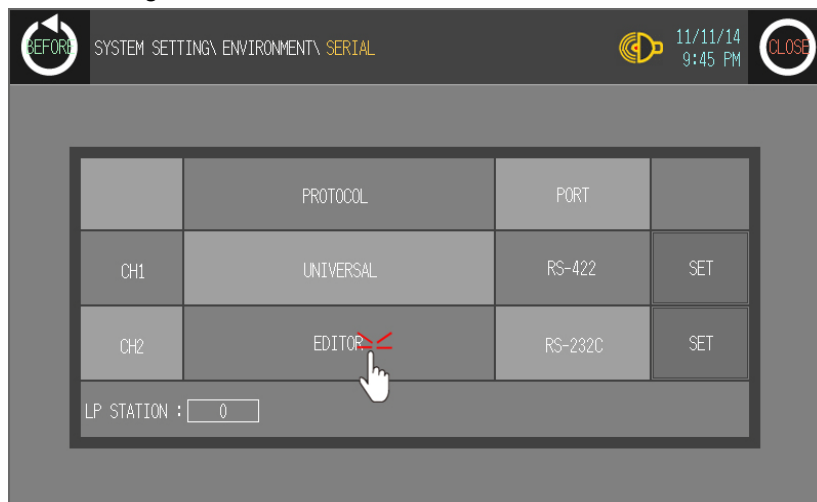 BEFORE SYSTEM SETTING\ ENVIRONMENT\ SERIAL 11/11/14 CLOSE
9:45 PM
PROTOCOL PORT
CH1 UNIVERSAL RS-422 SET
CH2 EDITOR RS-232C SET
LP STATION : 0